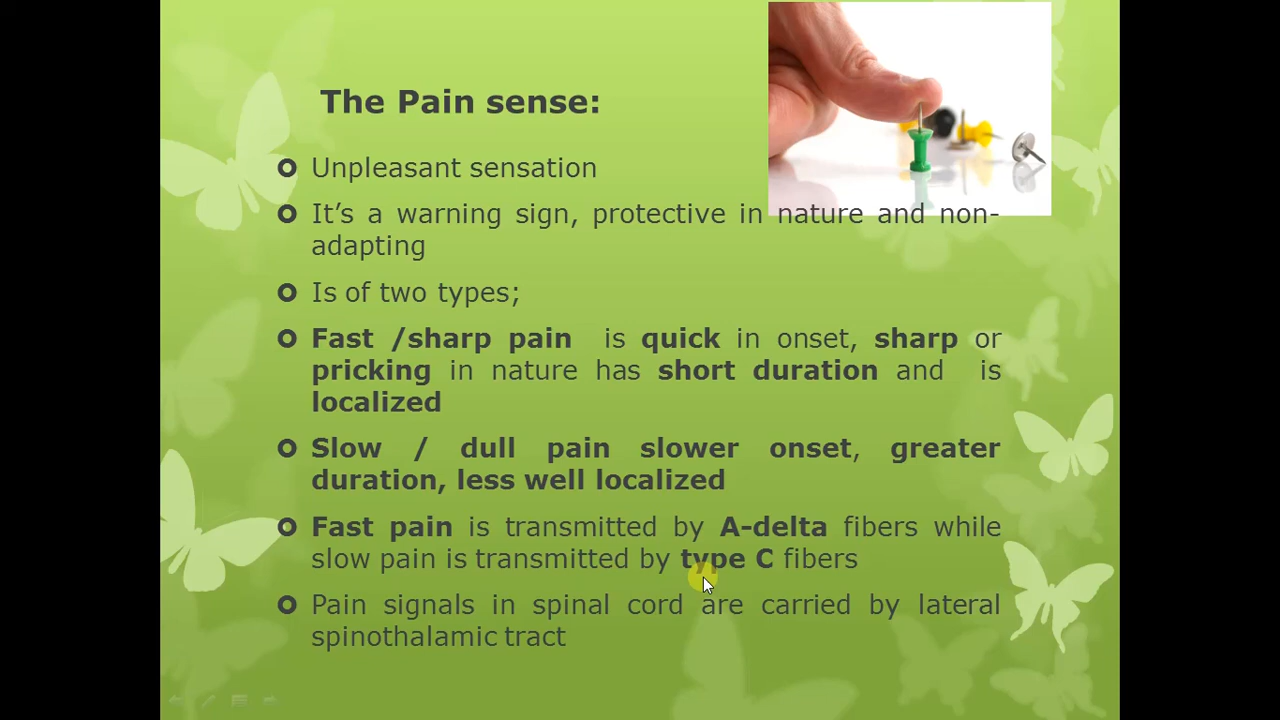 The Pain sense:
Unpleasant sensation
It’s a warning sign, protective in nature and non-
adapting
Is of two types;
Fast /sharp pain is quick in onset, sharp or
pricking in nature has short duration and is
localized
Slow / dull pain slower onset, greater
duration, less well localized
Fast pain is transmitted by A-delta fibers while
slow pain is transmitted by type C fibers
Pain signals in spinal cord are carried by lateral
spinothalamic tract